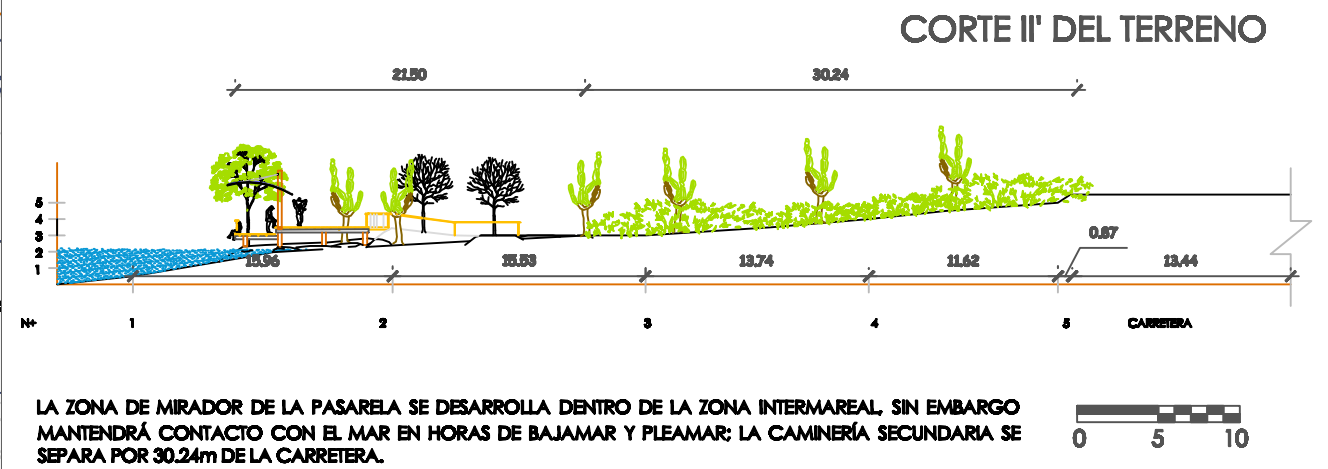 CORTE II' DEL TERRENO
21.50 30.24
5
4
3
2
1
0.87
15.96 15.53 13.74 11.62 13.44
N+ 1 2 3 4 5 CARRETERA
LA ZONA DE MIRADOR DE LA PASARELA SE DESARROLLA DENTRO DE LA ZONA INTERMAREAL, SIN EMBARGO
MANTENDRÁ CONTACTO CON EL MAR EN HORAS DE BAJAMAR Y PLEAMAR; LA CAMINERÍA SECUNDARIA SE
SEPARA POR 30.24m DE LA CARRETERA.
0 5 10